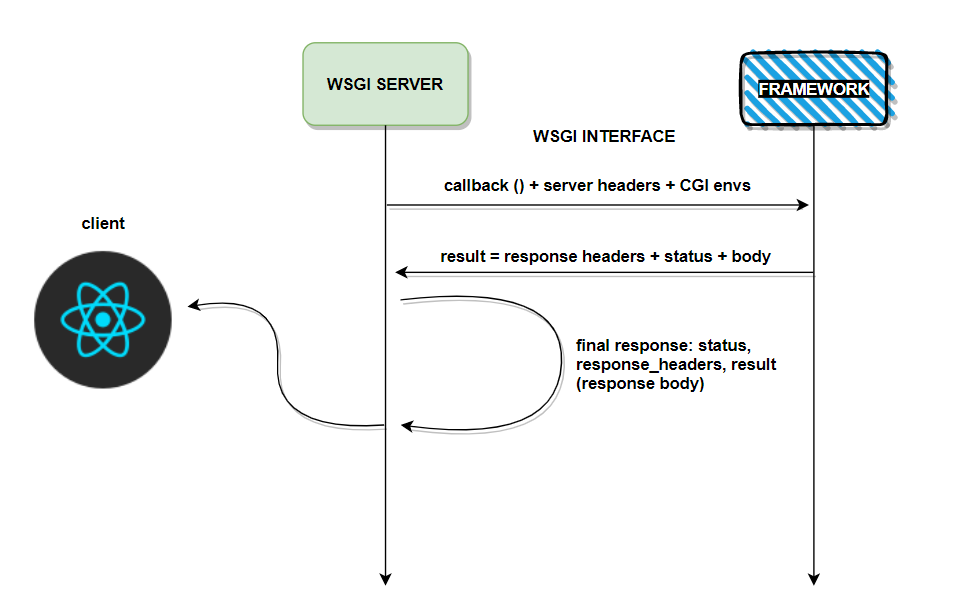 WSGI SERVER
FRAMEWORK
WSGI INTERFACE
callback () + server headers + CGI envs
client
result = response headers + status + body
final response: status,
response_headers, result
(response body)